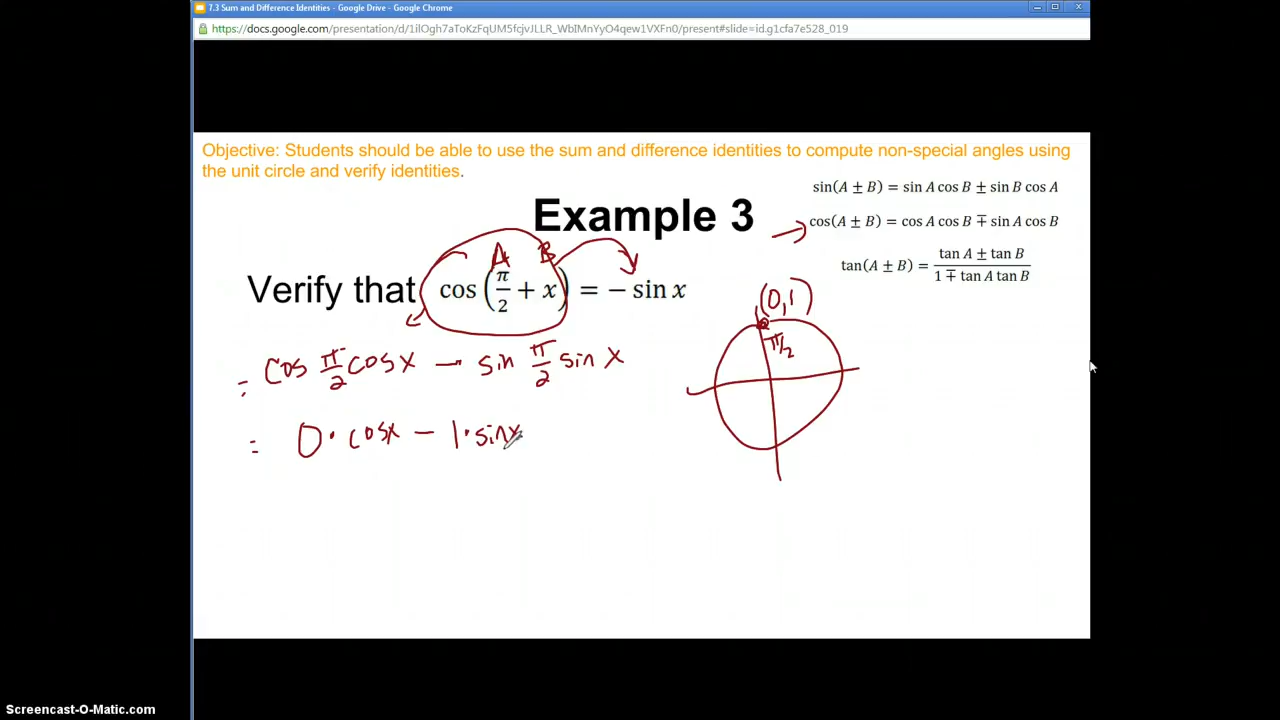 7.3 Sum and Difference Identities - Google Drive - Google Chrome
https://docs.google.com/presentation/d/1ilOgh7aToKzFqUM5fcjvJLLR_WbIMnYyO4qew1VXFn0/present#slide=id.g1cfa7e528_019
Objective: Students should be able to use the sum and difference identities to compute non-special angles using
the unit circle and verify identities.
Example 3
sin(A ± B) = sin A cos B ± sin B cos A
cos(A ± B) = cos A cos B ∓ sin A cos B
tan(A ± B) = (tan A ± tan B) / (1 ∓ tan A tan B)
A B
Verify that cos (π/2 + x) = − sin x
(0,1)
π/2
= cos π/2 cos x − sin π/2 sin x
= 0 · cos x − 1 · sin x
Screencast-O-Matic.com